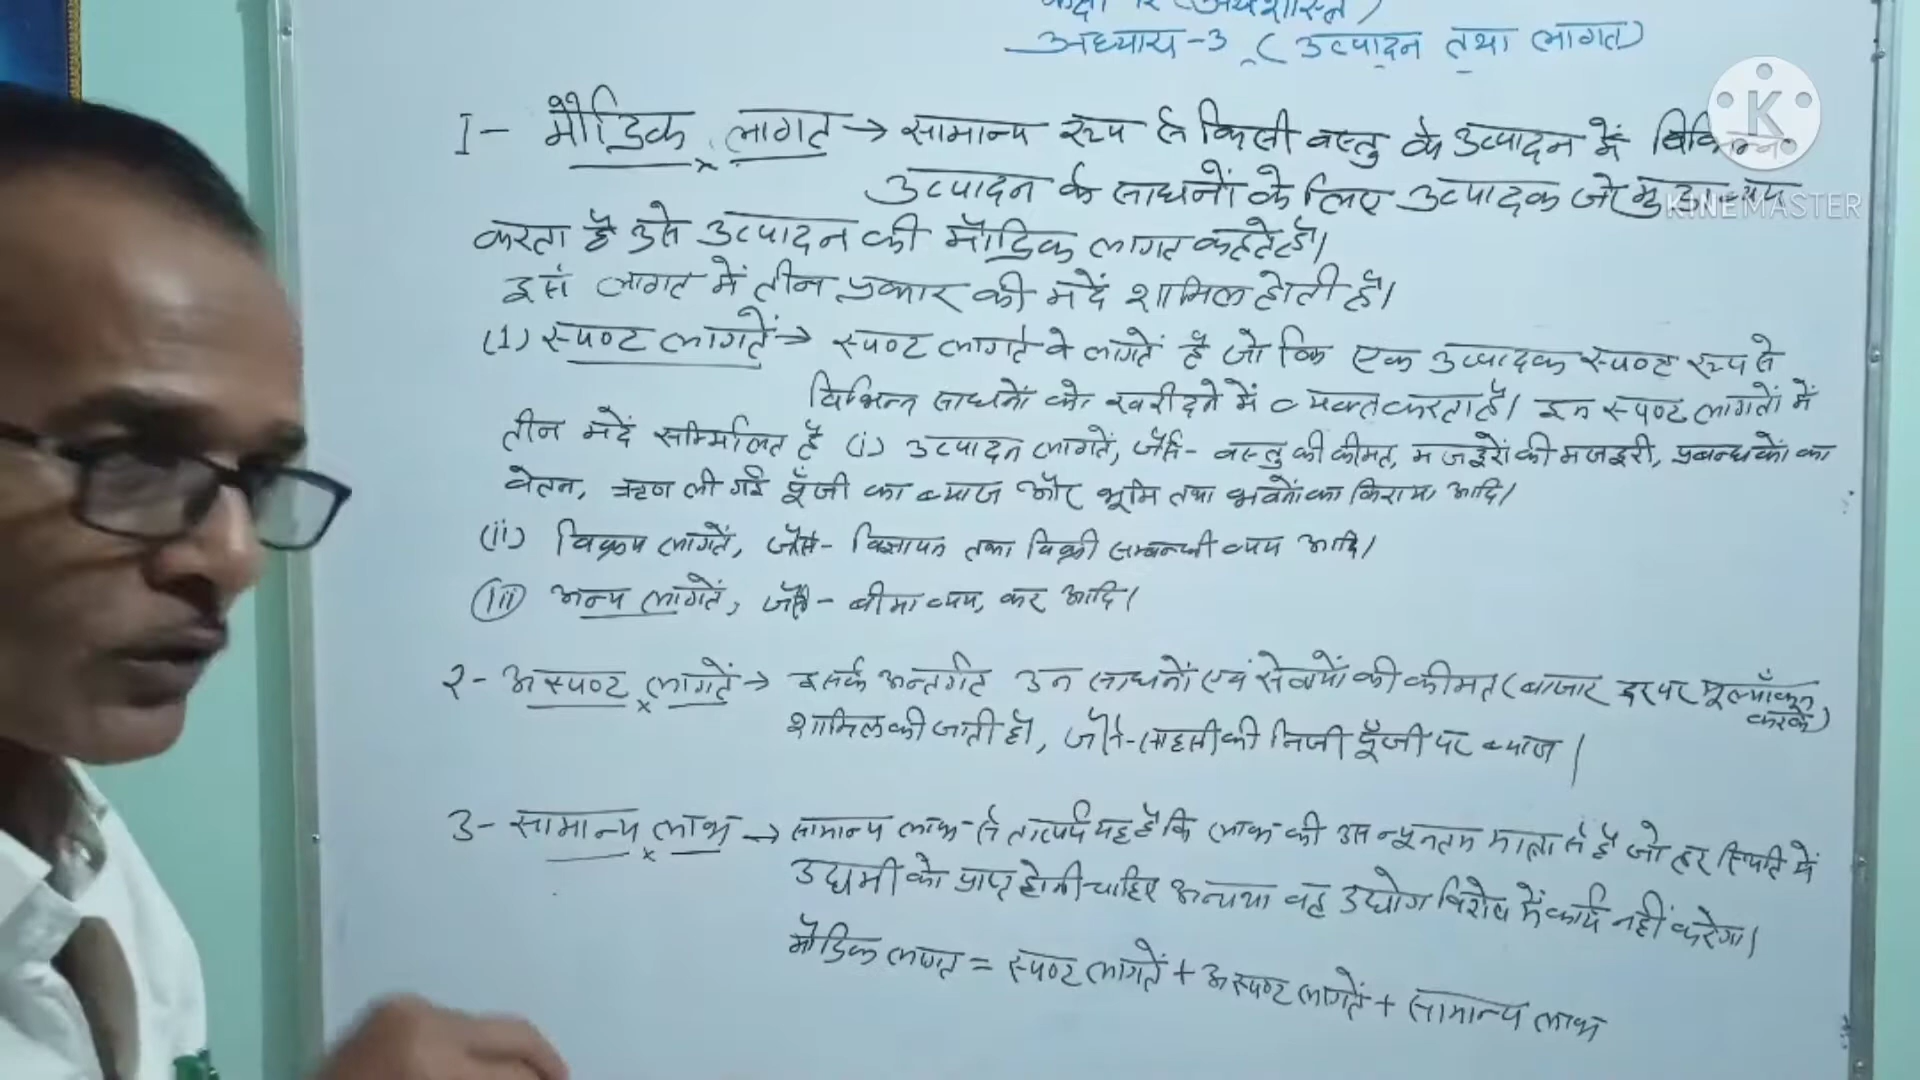 कक्षा 12 (अर्थशास्त्र)
अध्याय-3 (उत्पादन तथा लागत)
I- मौद्रिक लागत → सामान्य रूप से किसी वस्तु के उत्पादन में विभिन्न
उत्पादन के साधनों के लिए उत्पादक जो मुद्रा व्यय
करता है उसे उत्पादन की मौद्रिक लागत कहते हैं।
इस लागत में तीन प्रकार की मदें शामिल होती हैं।
(1) स्पष्ट लागतें → स्पष्ट लागतें वे लागतें हैं जो कि एक उत्पादक स्पष्ट रूप से
विभिन्न साधनों को खरीदने में व्यक्त करता है। इन स्पष्ट लागतों में
तीन मदें सम्मिलित हैं (i) उत्पादन लागतें, जैसे- वस्तु की कीमत, मजदूरों की मजदूरी, प्रबन्धकों का
वेतन, ऋण ली गई पूँजी का ब्याज और भूमि तथा भवनों का किराया आदि।
(ii) विक्रय लागतें, जैसे- विज्ञापन तथा विक्री सम्बन्धी व्यय आदि।
(iii) अन्य लागतें, जैसे- बीमा व्यय, कर आदि।
2- अस्पष्ट लागतें → इसके अन्तर्गत उन साधनों एवं सेवाओं की कीमत (बाजार दर पर मूल्याँकन करके)
शामिल की जाती हैं, जैसे- साहसी की निजी पूँजी पर ब्याज।
3- सामान्य लाभ → सामान्य लाभ से तात्पर्य यह है कि लाभ की उस न्यूनतम मात्रा से है जो हर स्थिति में
उद्यमी को प्राप्त होनी चाहिए अन्यथा वह उद्योग विशेष में कार्य नहीं करेगा।
मौद्रिक लागत = स्पष्ट लागतें + अस्पष्ट लागतें + सामान्य लाभ
K
KINEMASTER